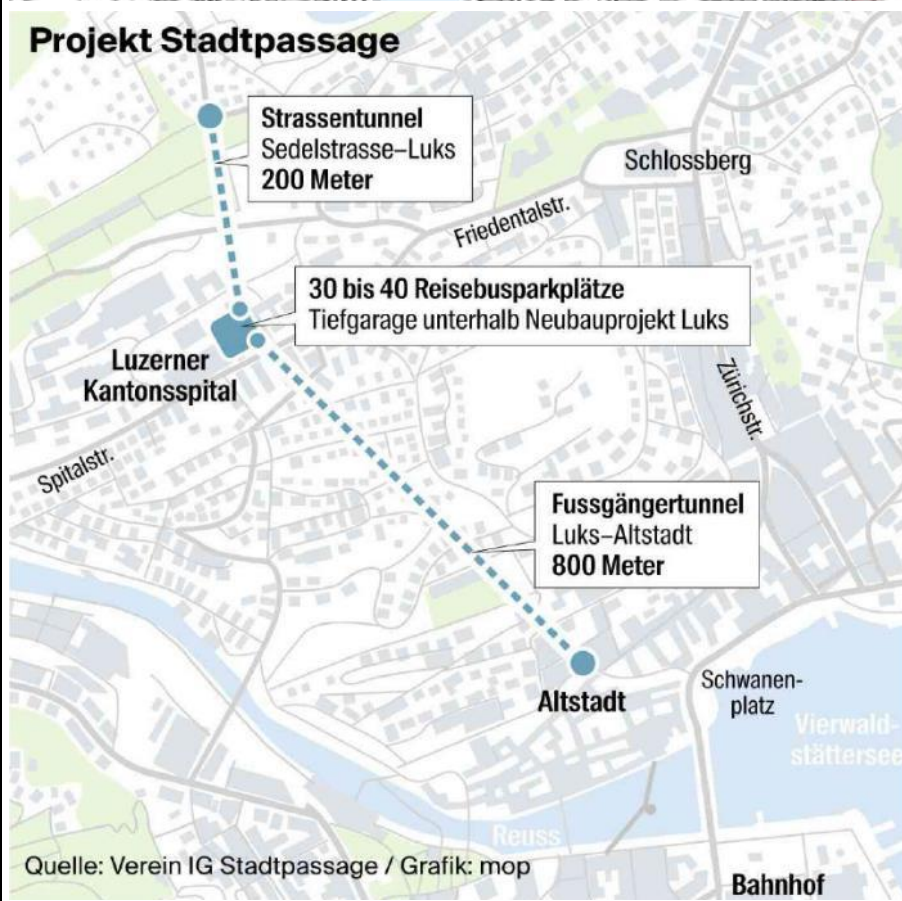 Projekt Stadtpassage
Strassentunnel
Sedelstrasse–Luks
200 Meter
Schlossberg
Friedentalstr.
30 bis 40 Reisebusparkplätze
Tiefgarage unterhalb Neubauprojekt Luks
Luzerner
Kantonsspital
Zürichstr.
Spitalstr.
Fussgängertunnel
Luks–Altstadt
800 Meter
Altstadt
Schwanen-
platz
Vierwald-
stättersee
Reuss
Quelle: Verein IG Stadtpassage / Grafik: mop
Bahnhof